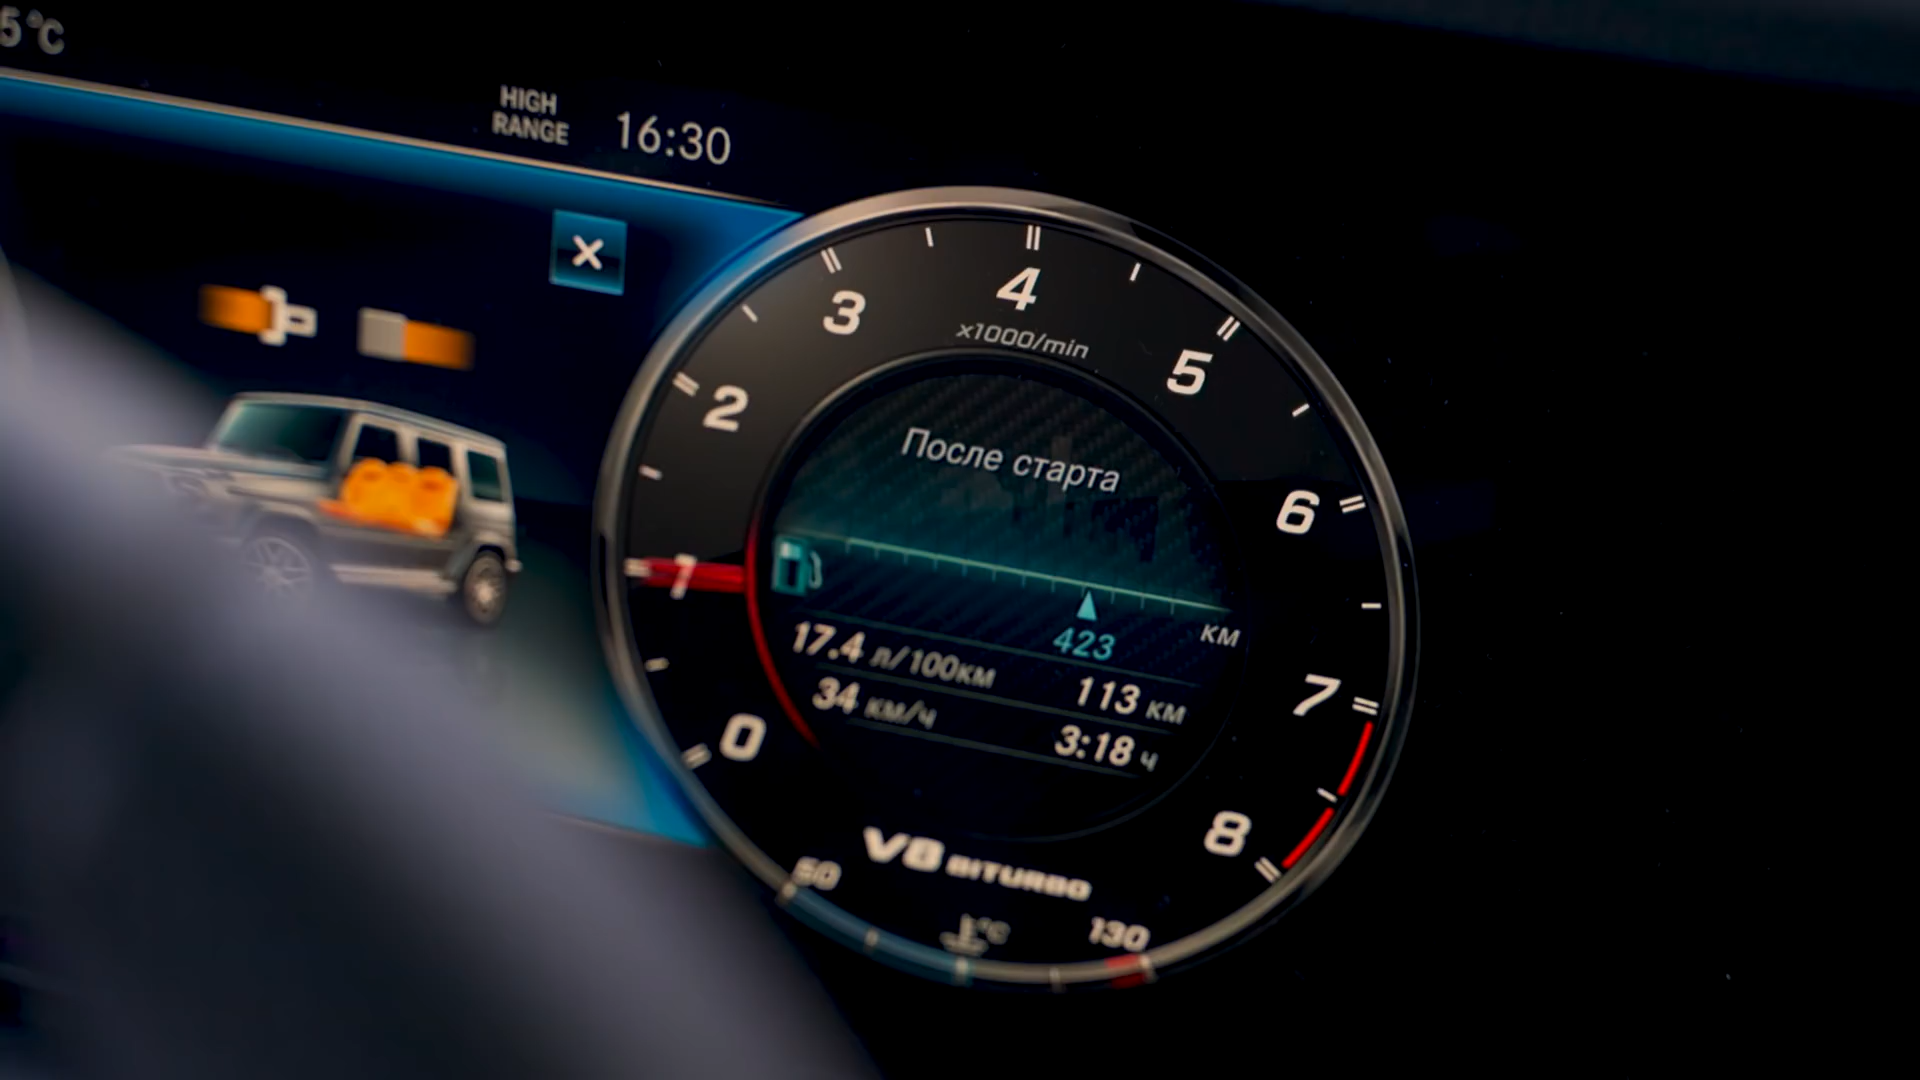 5°C
HIGH
RANGE
16:30
4
3
5
x1000/min
2
После старта
6
1
423
км
17.4 л/100км
113 км
7
34 км/ч
3:18 ч
0
8
V8 BITURBO
50
°C
130